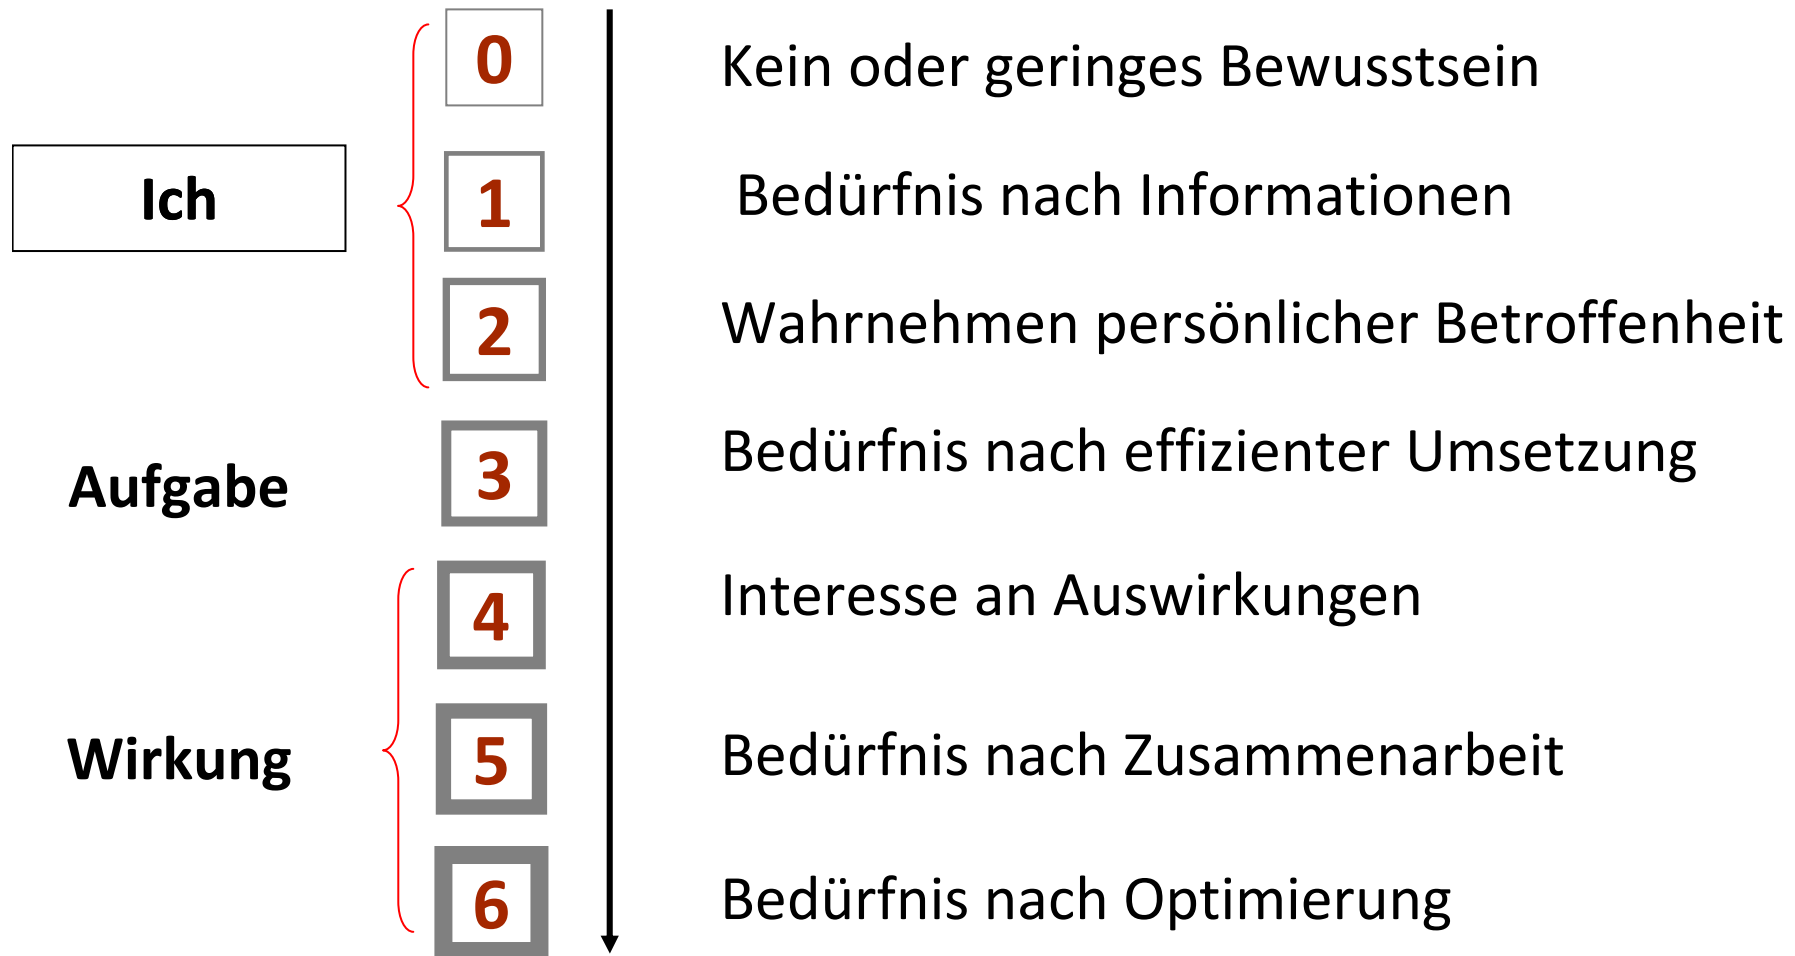 0 Kein oder geringes Bewusstsein
Ich
1 Bedürfnis nach Informationen
2 Wahrnehmen persönlicher Betroffenheit
Aufgabe
3 Bedürfnis nach effizienter Umsetzung
4 Interesse an Auswirkungen
Wirkung
5 Bedürfnis nach Zusammenarbeit
6 Bedürfnis nach Optimierung